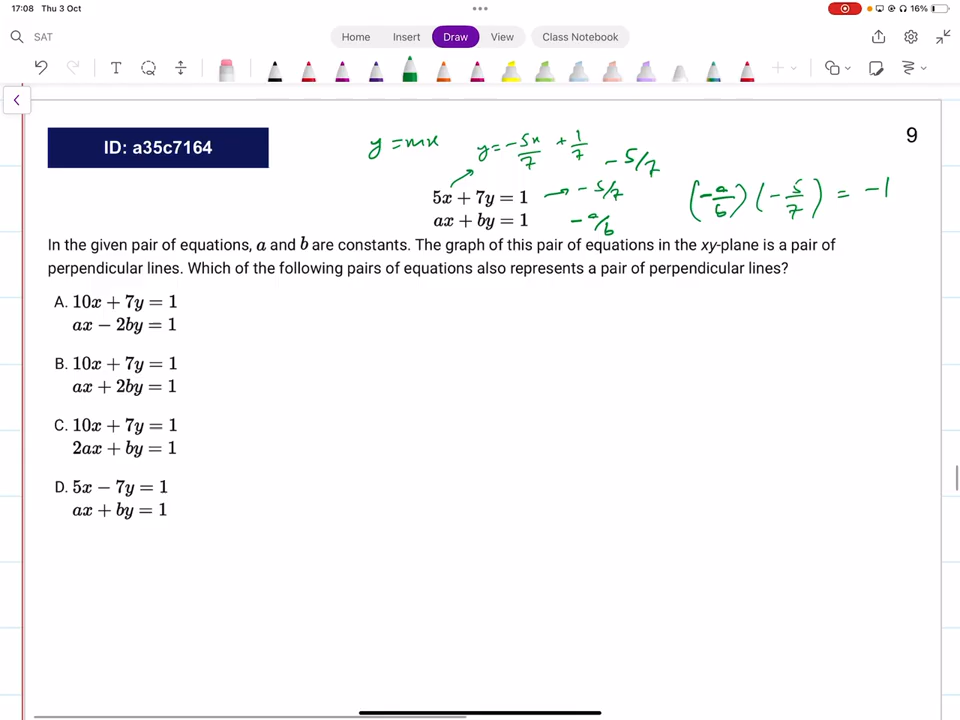 17:08 Thu 3 Oct
16%
SAT
Home Insert Draw View Class Notebook
ID: a35c7164
9
y = mx
y = -5x/7 + 1/7
-5/7
5x + 7y = 1 → -5/7
ax + by = 1 -a/b
(-a/b)(-5/7) = -1
In the given pair of equations, a and b are constants. The graph of this pair of equations in the xy-plane is a pair of
perpendicular lines. Which of the following pairs of equations also represents a pair of perpendicular lines?
A. 10x + 7y = 1
ax − 2by = 1
B. 10x + 7y = 1
ax + 2by = 1
C. 10x + 7y = 1
2ax + by = 1
D. 5x − 7y = 1
ax + by = 1